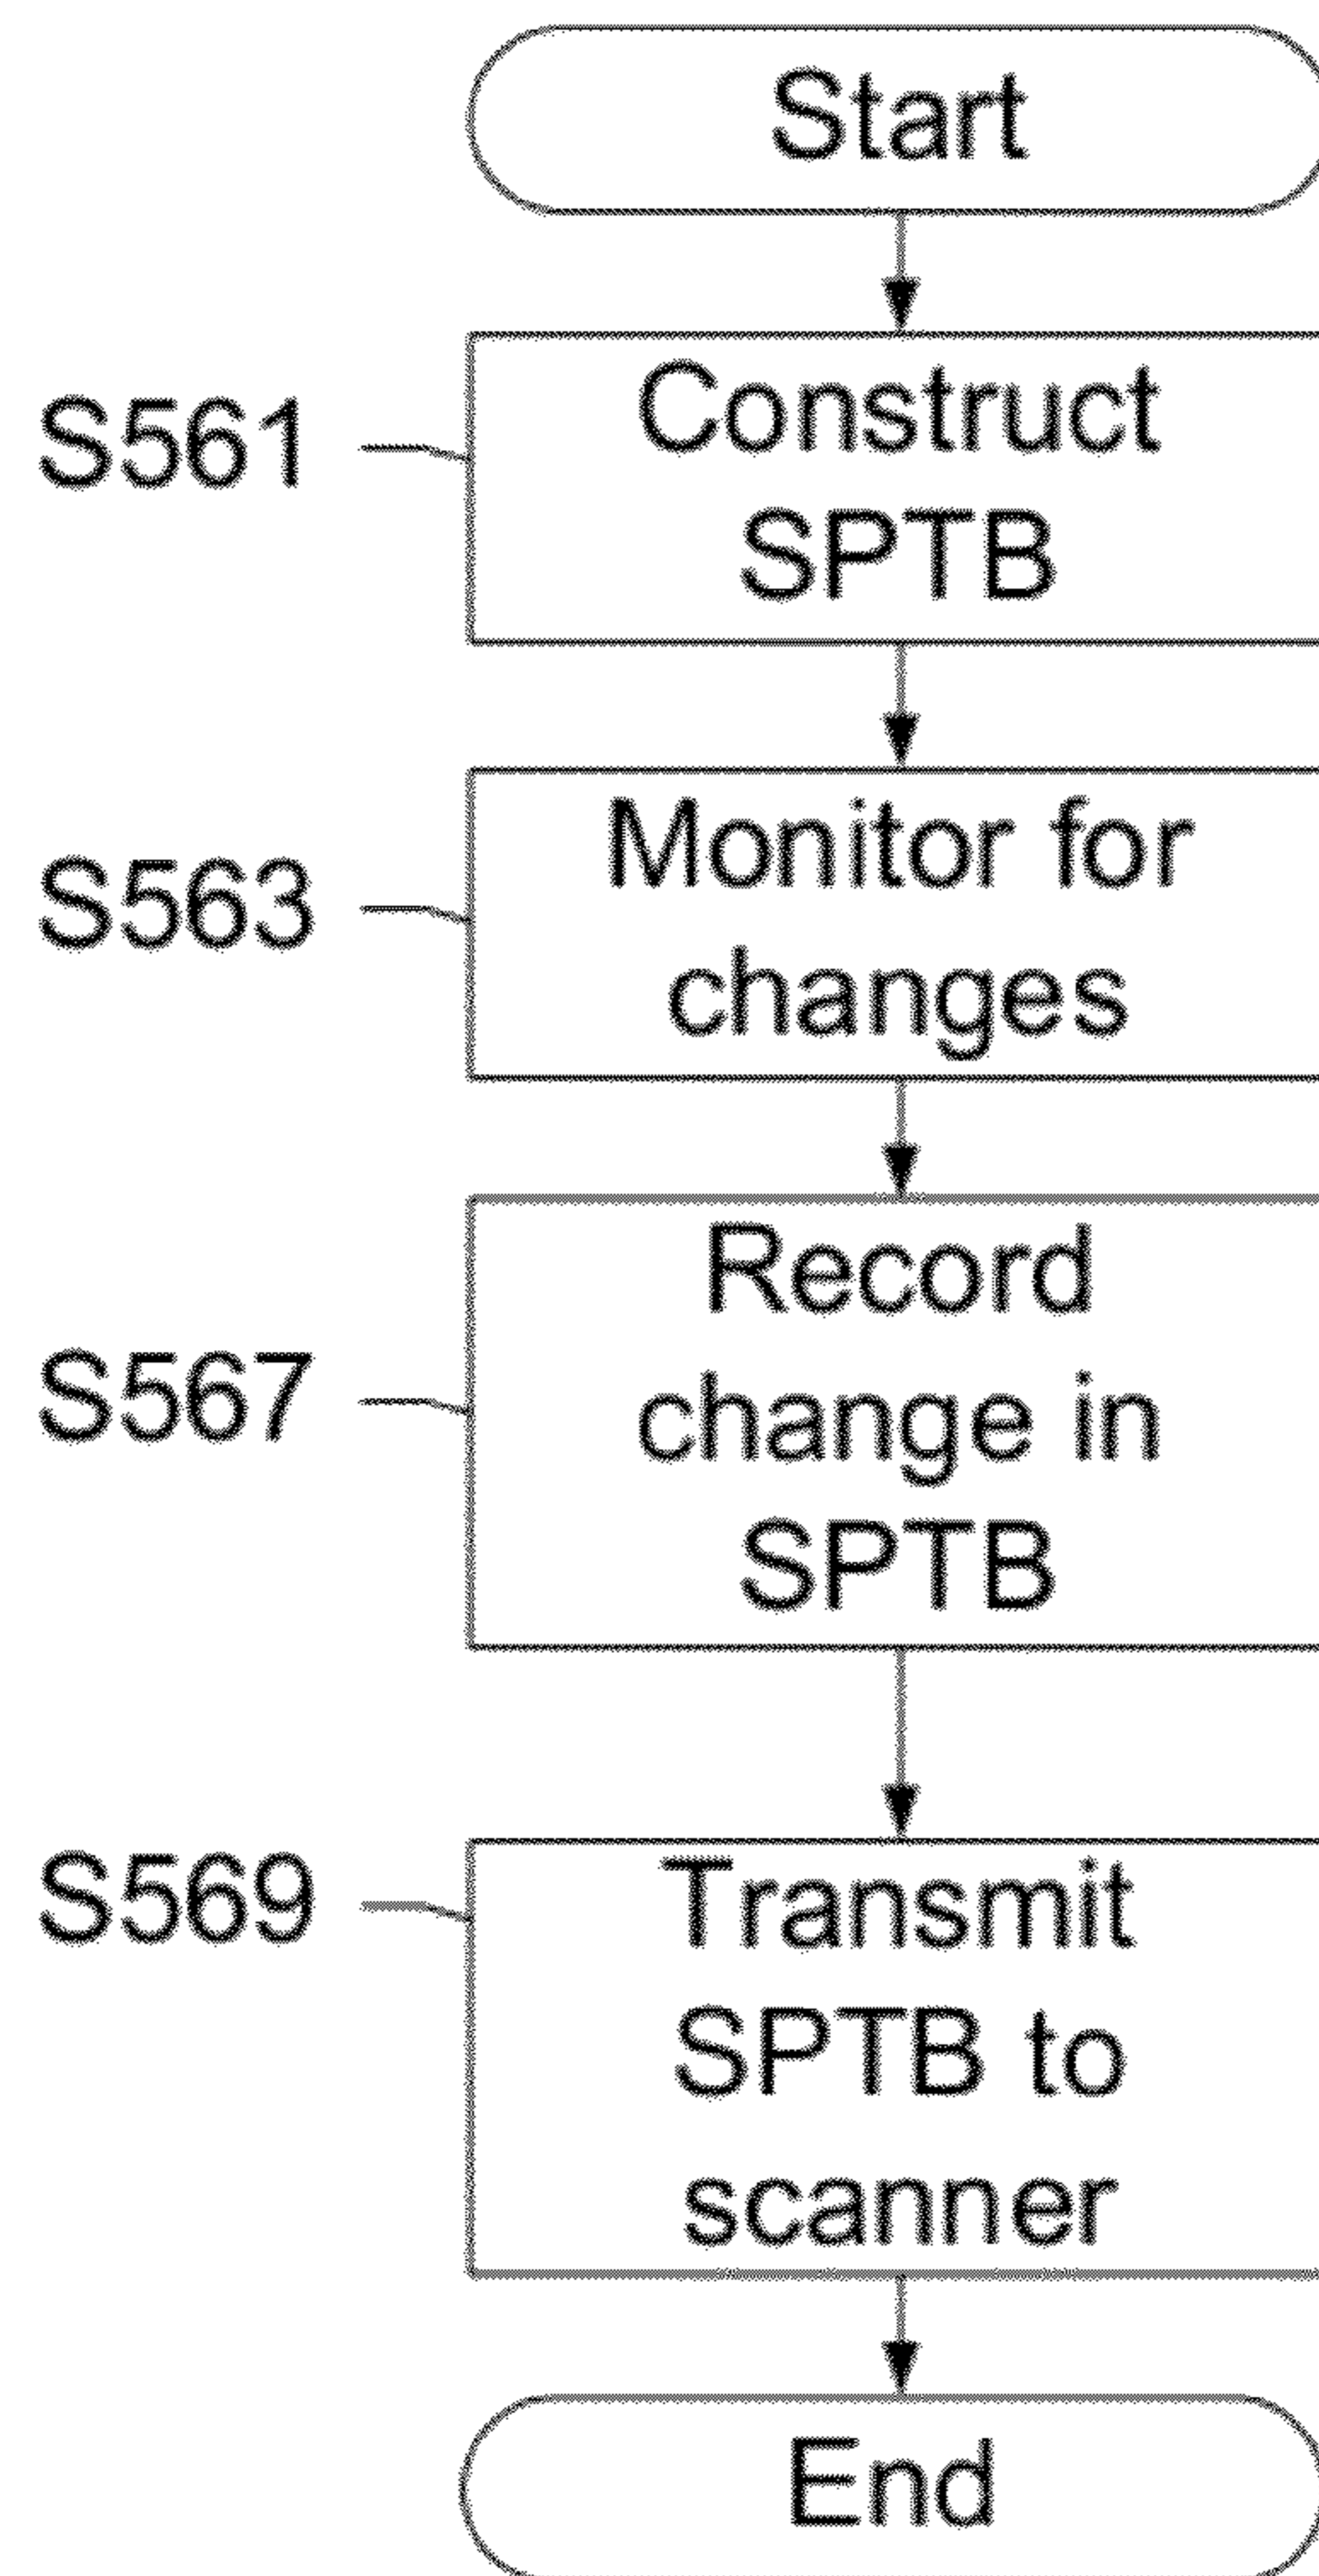 Start
S561
Construct
SPTB
S563
Monitor for
changes
S567
Record
change in
SPTB
S569
Transmit
SPTB to
scanner
End